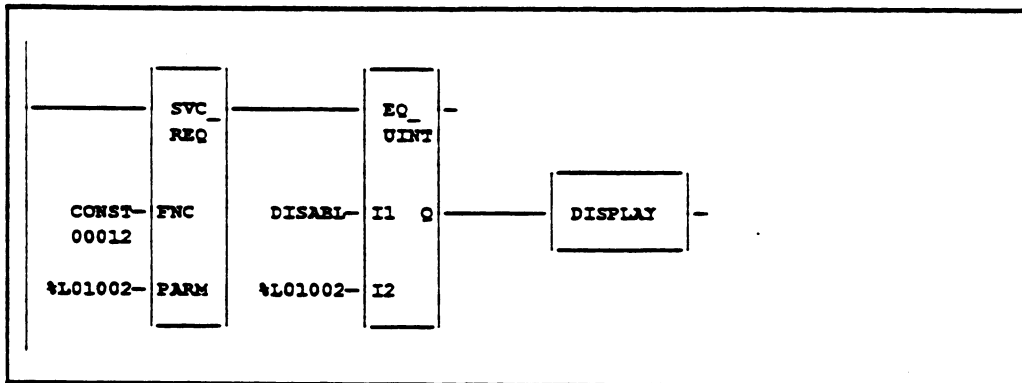 SVC_ EQ_
REQ UINT
CONST FNC DISABL I1 Q DISPLAY
00012
%L01002 PARM %L01002 I2